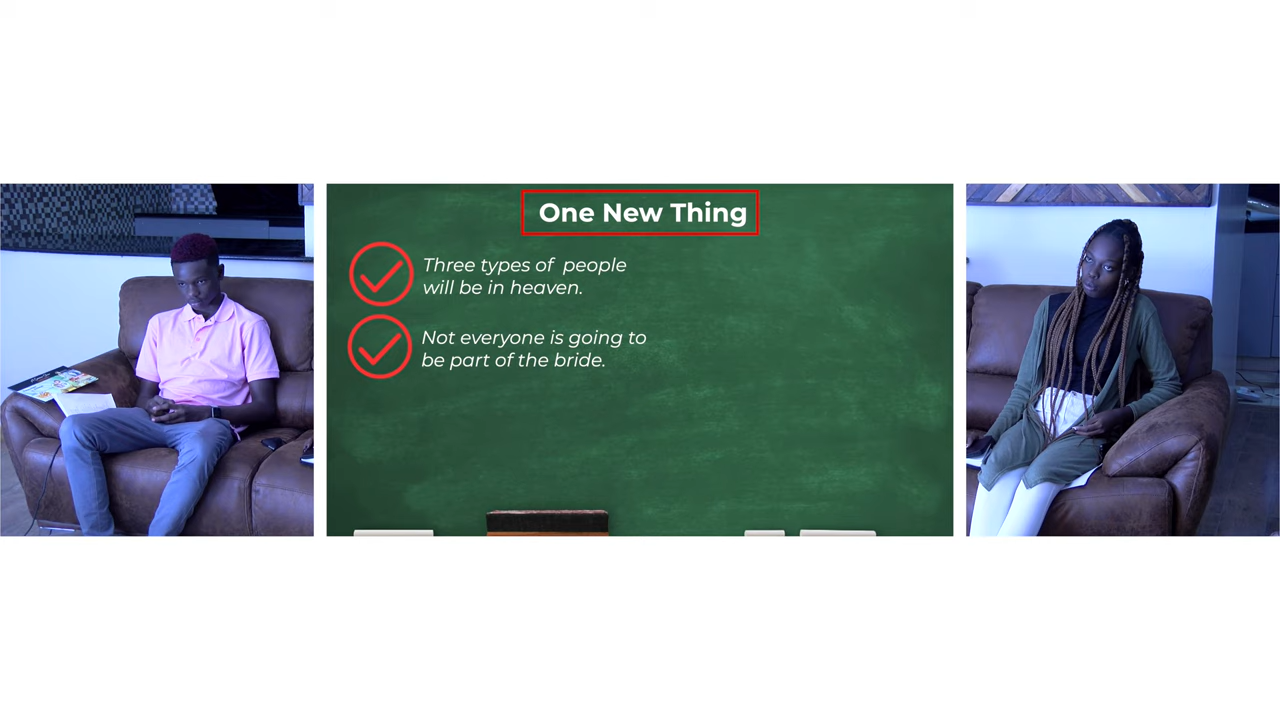 One New Thing
Three types of people
will be in heaven.
Not everyone is going to
be part of the bride.